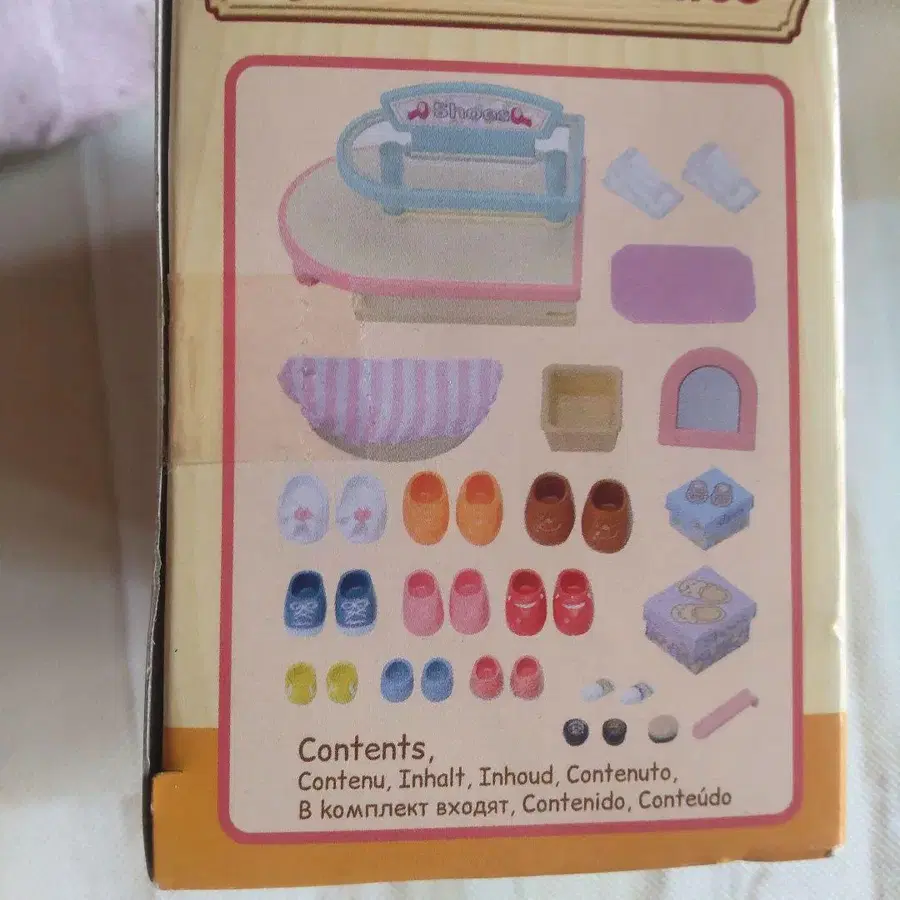 Shoes
Contents,
Contenu, Inhalt, Inhoud, Contenuto,
В комплект входят, Contenido, Conteúdo